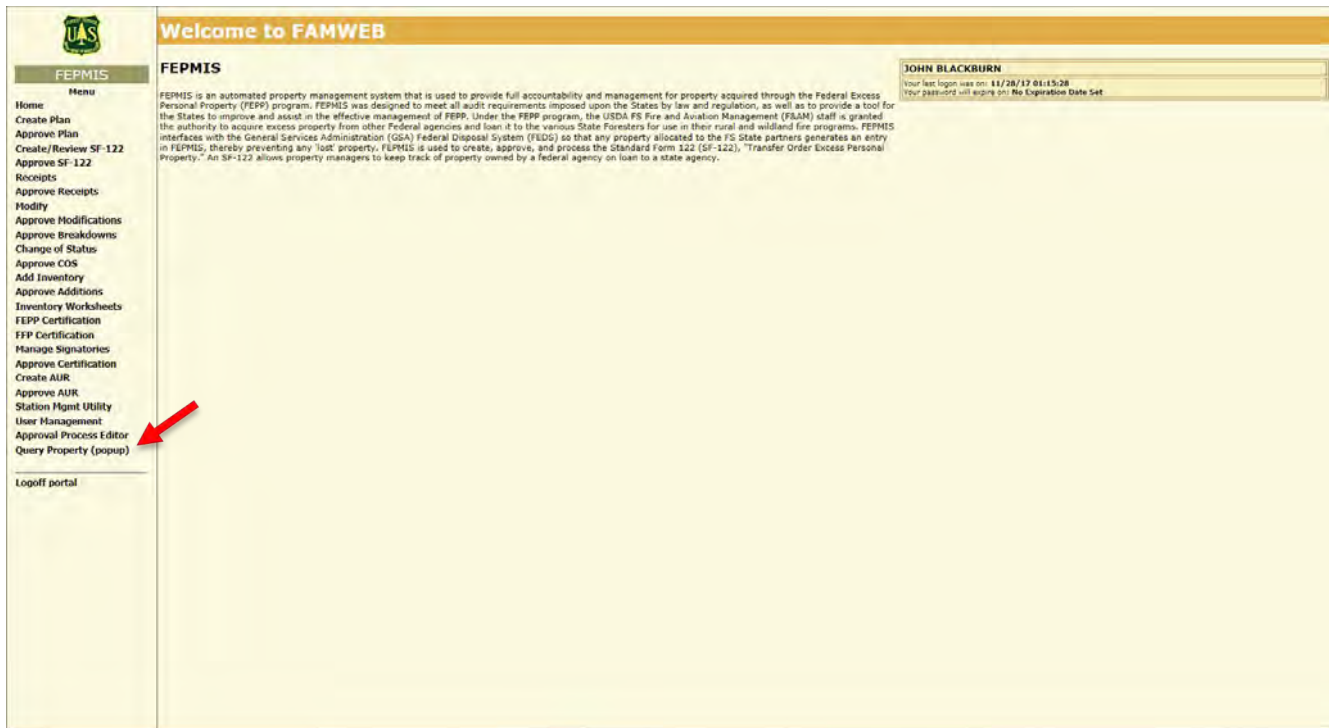 UAS
Welcome to FAMWEB
FEPMIS
Menu
Home
Create Plan
Approve Plan
Create/Review SF-122
Approve SF-122
Receipts
Approve Receipts
Modify
Approve Modifications
Approve Breakdowns
Change of Status
Approve COS
Add Inventory
Approve Additions
Inventory Worksheets
FEPP Certification
FFP Certification
Manage Signatories
Approve Certification
Create AUR
Approve AUR
Station Mgmt Utility
User Management
Approval Process Editor
Query Property (popup)
Logoff portal
FEPMIS
FEPMIS is an automated property management system that is used to provide full accountability and management for property acquired through the Federal Excess
Personal Property (FEPP) program. FEPMIS was designed to meet all audit requirements imposed upon the States by law and regulation, as well as to provide a tool for
the States to improve and assist in the effective management of FEPP. Under the FEPP program, the USDA FS Fire and Aviation Management (F&AM) staff is granted
the authority to acquire excess property from other Federal agencies and loan it to the various State Foresters for use in their rural and wildland fire programs. FEPMIS
interfaces with the General Services Administration (GSA) Federal Disposal System (FEDS) so that any property allocated to the FS State partners generates an entry
in FEPMIS, thereby preventing any 'lost' property. FEPMIS is used to create, approve, and process the Standard Form 122 (SF-122), "Transfer Order Excess Personal
Property." An SF-122 allows property managers to keep track of property owned by a federal agency on loan to a state agency.
JOHN BLACKBURN
Your last logon was on: 11/28/17 01:15:28
Your password will expire on: No Expiration Date Set